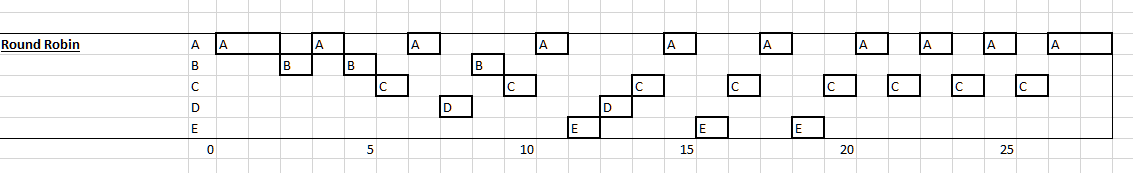 Round Robin A A A A A A A A A A A
B B B B
C C C C C C C C C
D D D
E E E E
0 5 10 15 20 25